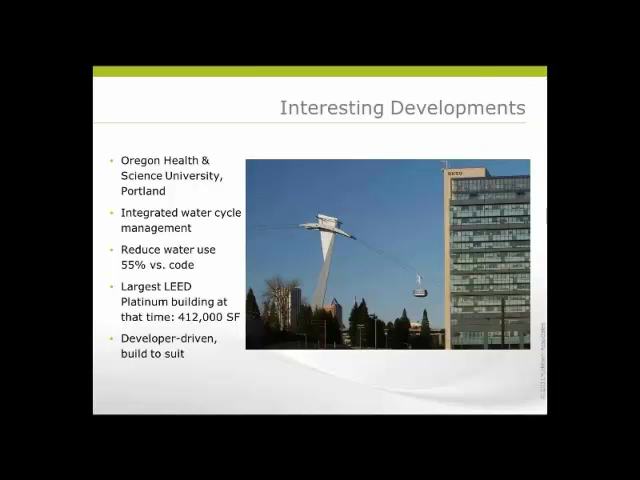 Interesting Developments
• Oregon Health &
Science University,
Portland
• Integrated water cycle
management
• Reduce water use
55% vs. code
• Largest LEED
Platinum building at
that time: 412,000 SF
• Developer-driven,
build to suit